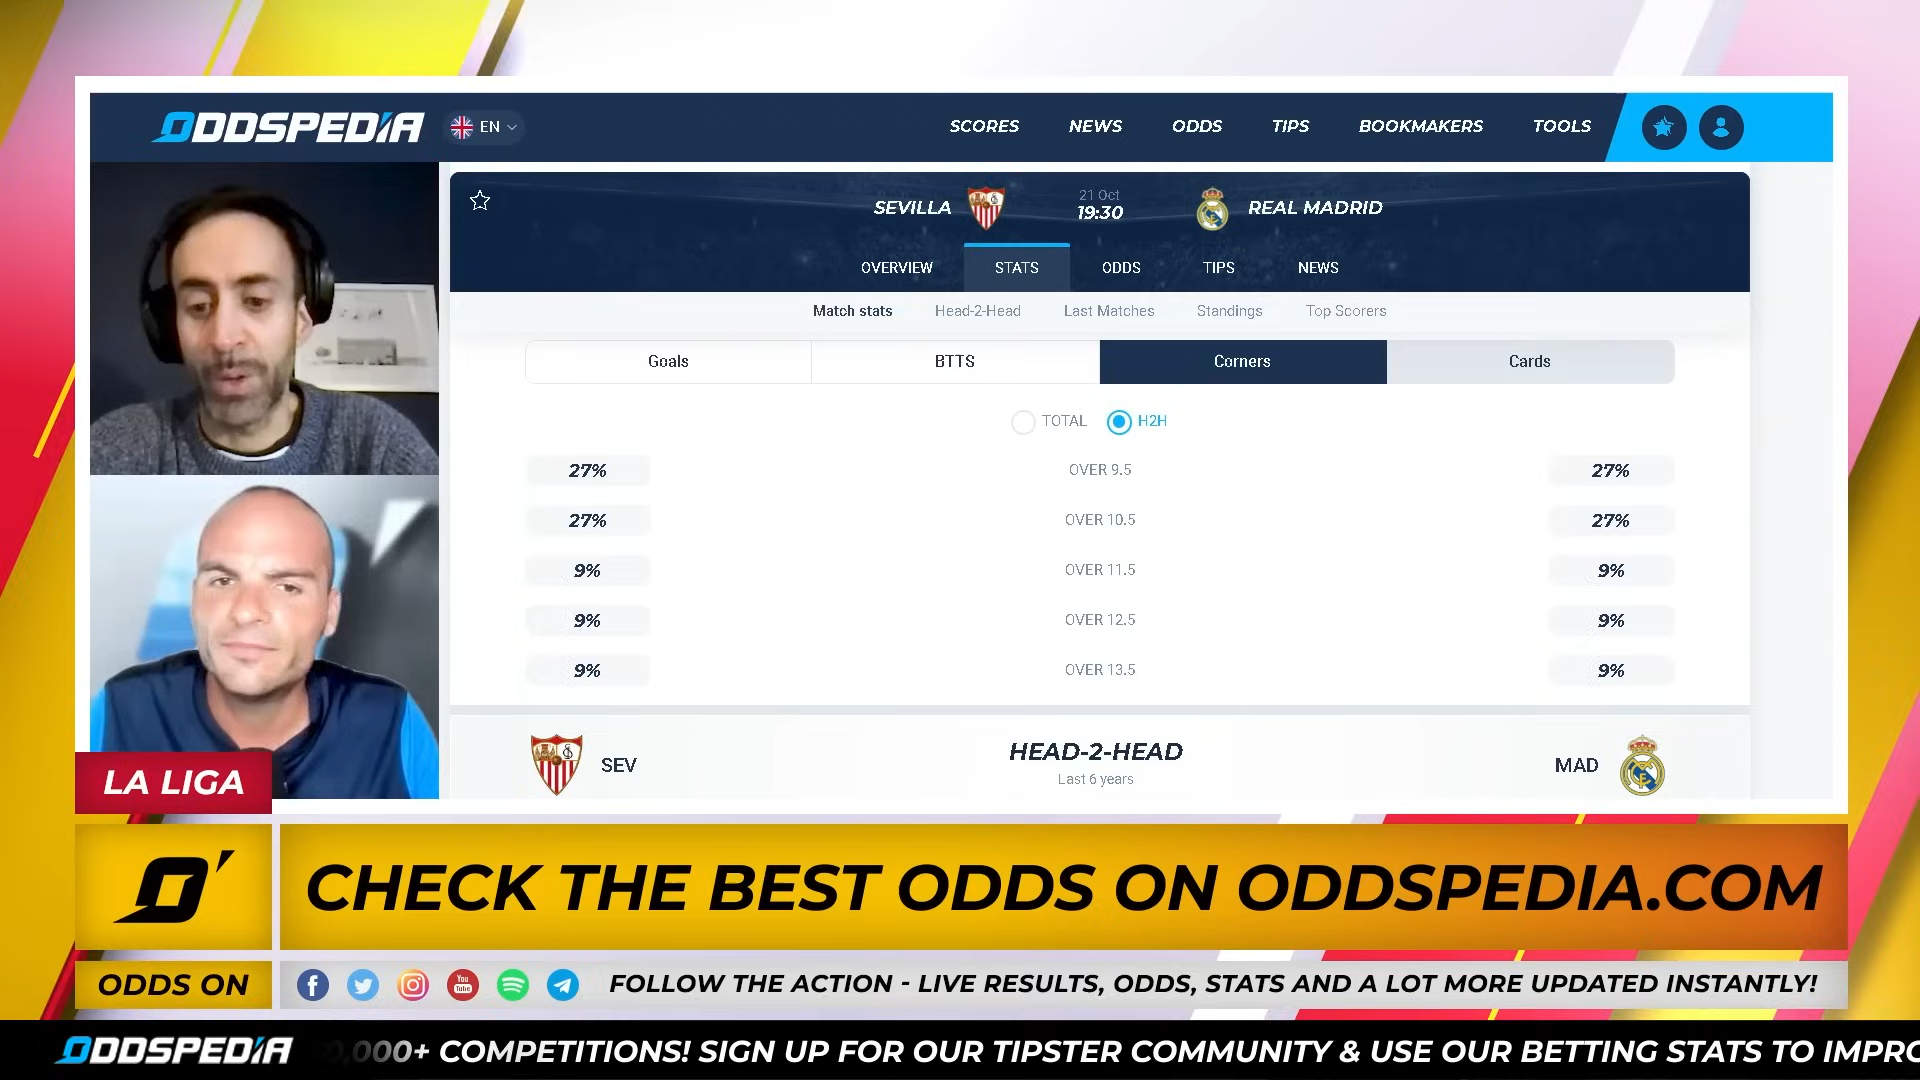 ODDSPEDIA
EN
SCORES
NEWS
ODDS
TIPS
BOOKMAKERS
TOOLS
SEVILLA
21 Oct
19:30
REAL MADRID
OVERVIEW
STATS
ODDS
TIPS
NEWS
Match stats
Head-2-Head
Last Matches
Standings
Top Scorers
Goals
BTTS
Corners
Cards
TOTAL
H2H
27% OVER 9.5 27%
27% OVER 10.5 27%
9% OVER 11.5 9%
9% OVER 12.5 9%
9% OVER 13.5 9%
SEV
HEAD-2-HEAD
Last 6 years
MAD
LA LIGA
CHECK THE BEST ODDS ON ODDSPEDIA.COM
ODDS ON
You Tube
FOLLOW THE ACTION - LIVE RESULTS, ODDS, STATS AND A LOT MORE UPDATED INSTANTLY!
ODDSPEDIA
0,000+ COMPETITIONS! SIGN UP FOR OUR TIPSTER COMMUNITY & USE OUR BETTING STATS TO IMPRO